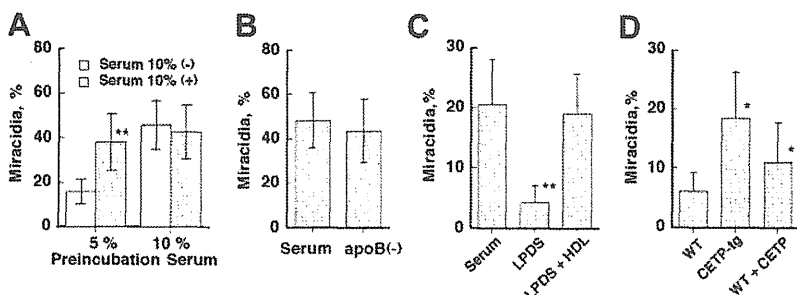 A
Miracidia, %
80
60
40
20
0
Serum 10% (-)
Serum 10% (+)
**
5 %
10 %
Preincubation Serum
B
Miracidia, %
80
60
40
20
0
Serum
apoB(-)
C
Miracidia, %
30
20
10
0
**
Serum
LPDS
LPDS + HDL
D
Miracidia, %
30
20
10
0
*
*
WT
CETP-tg
WT + CETP